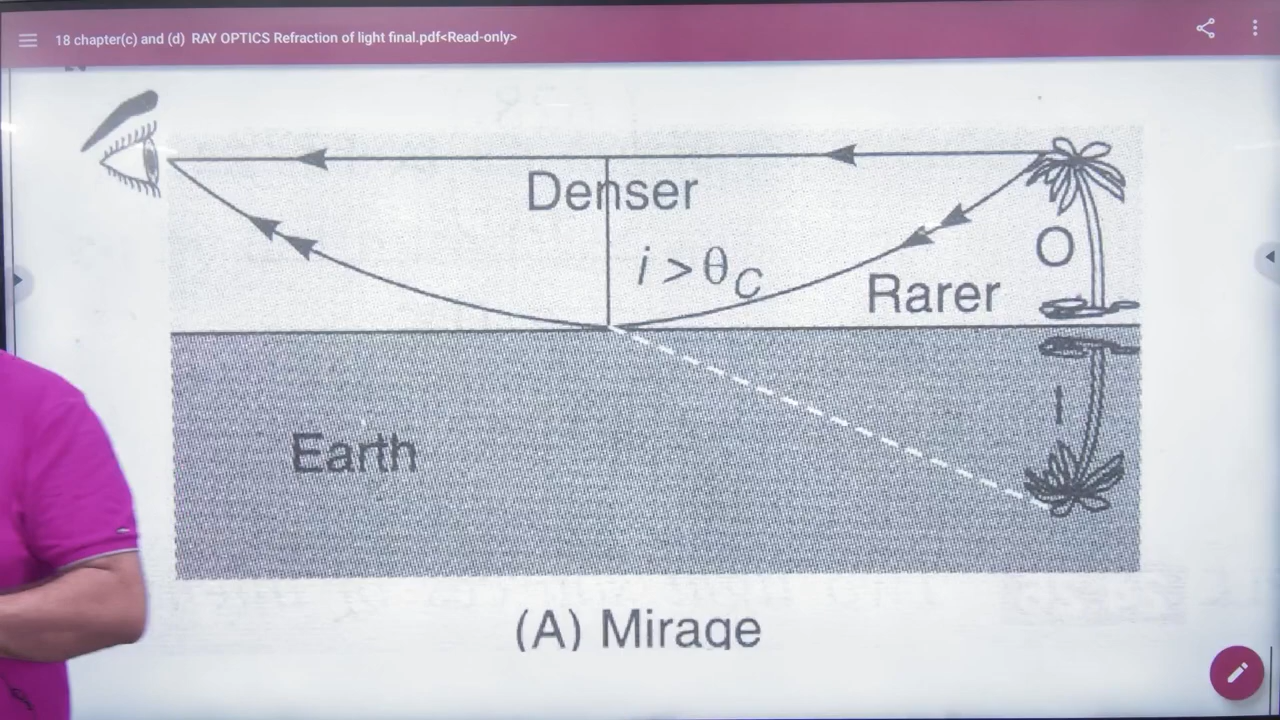 18 chapter(c) and (d) RAY OPTICS Refraction of light final.pdf<Read-only>
Denser
i > θC
O
Rarer
I
Earth
(A) Mirage